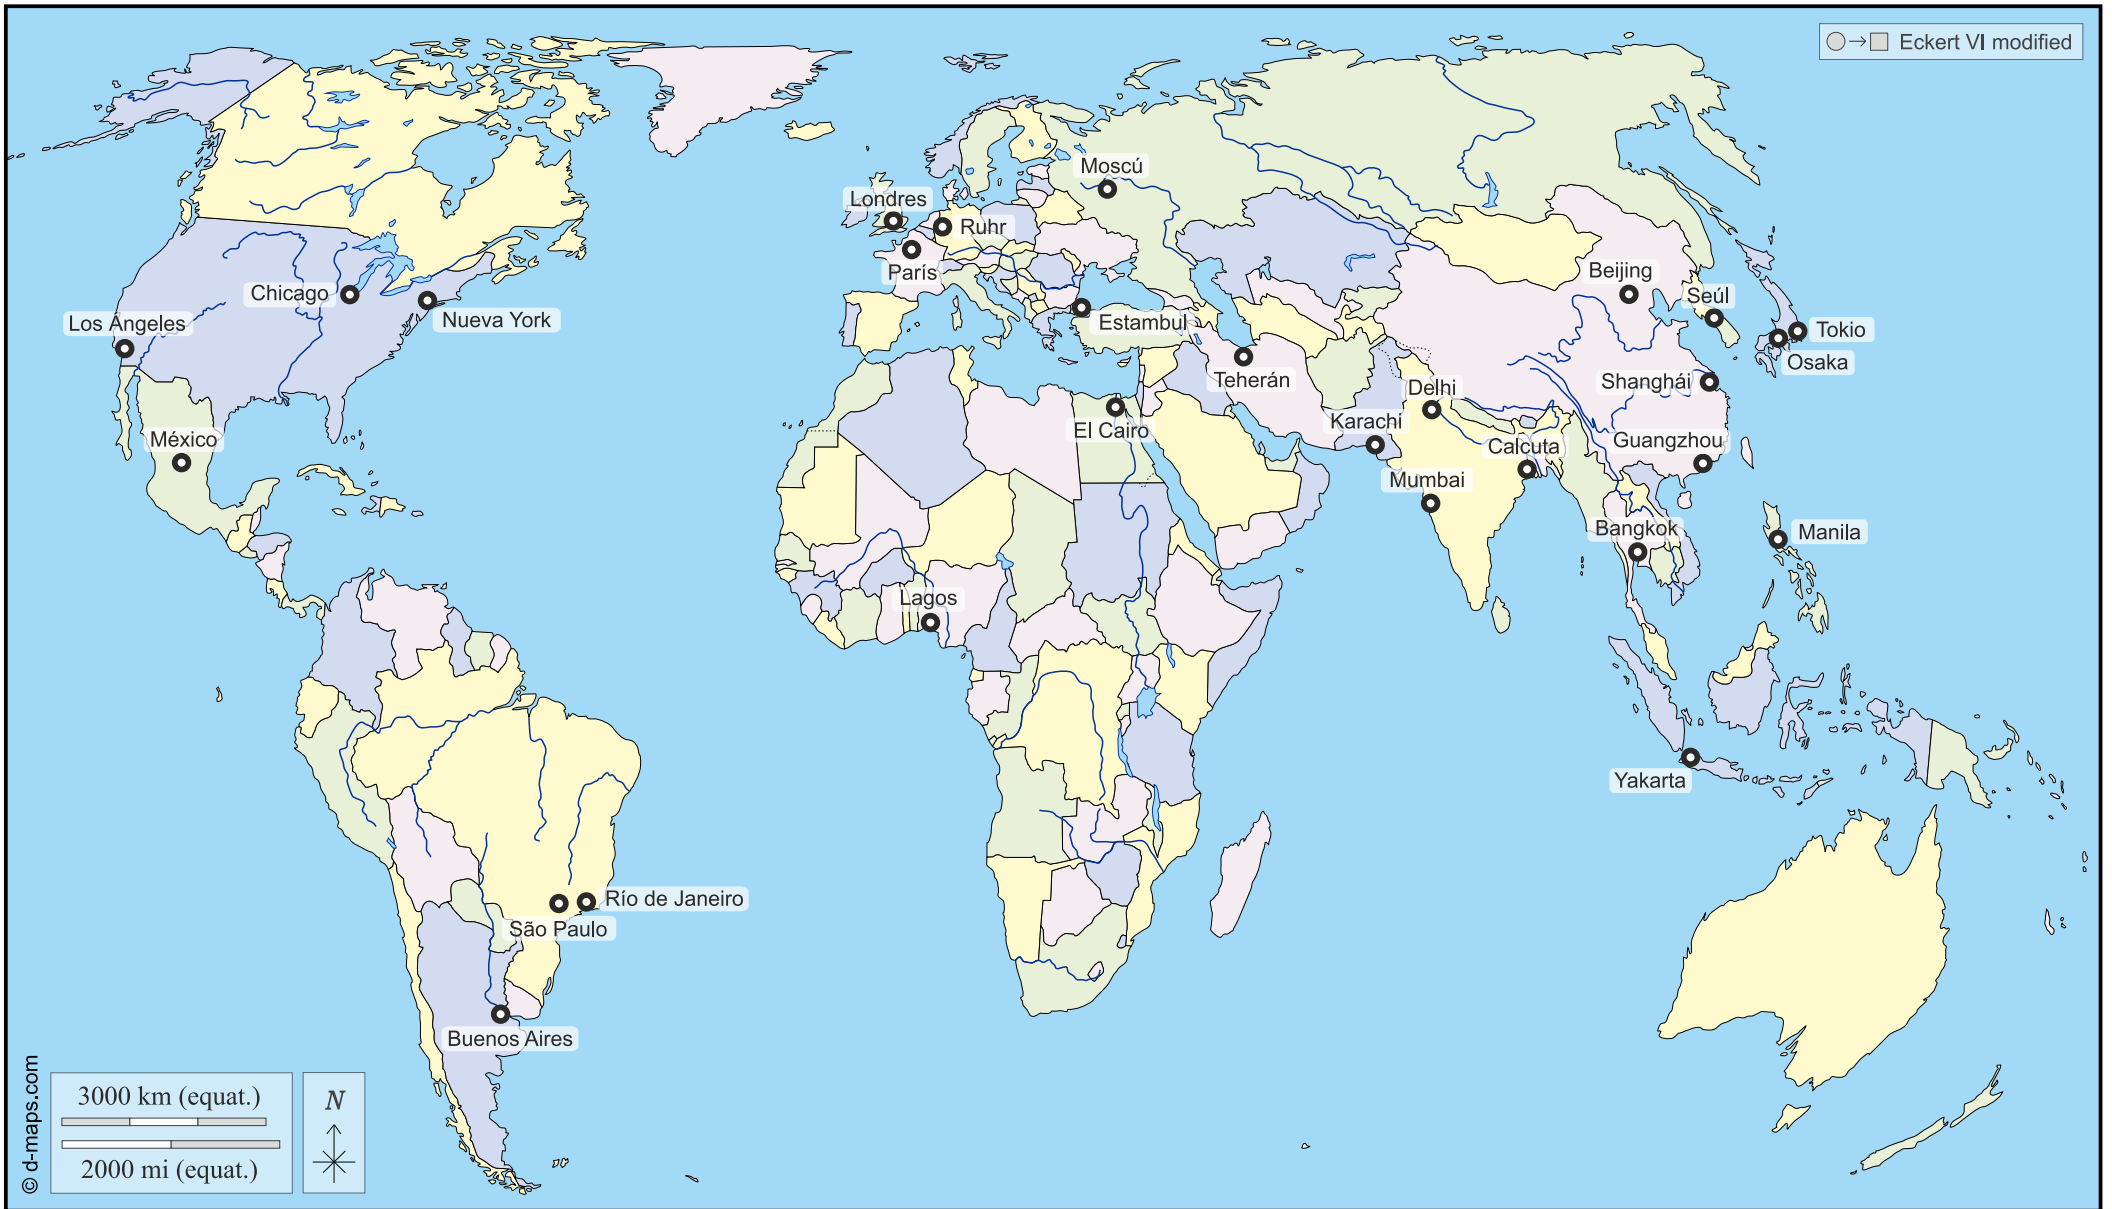 Eckert VI modified
Moscú
Londres
Ruhr
París
Beijing
Seúl
Chicago
Nueva York
Los Ángeles
Estambul
Tokio
Osaka
Teherán
Shanghái
Delhi
Karachi
El Cairo
México
Guangzhou
Calcuta
Mumbai
Bangkok
Manila
Lagos
Yakarta
Río de Janeiro
São Paulo
Buenos Aires
3000 km (equat.)
2000 mi (equat.)
N
© d-maps.com